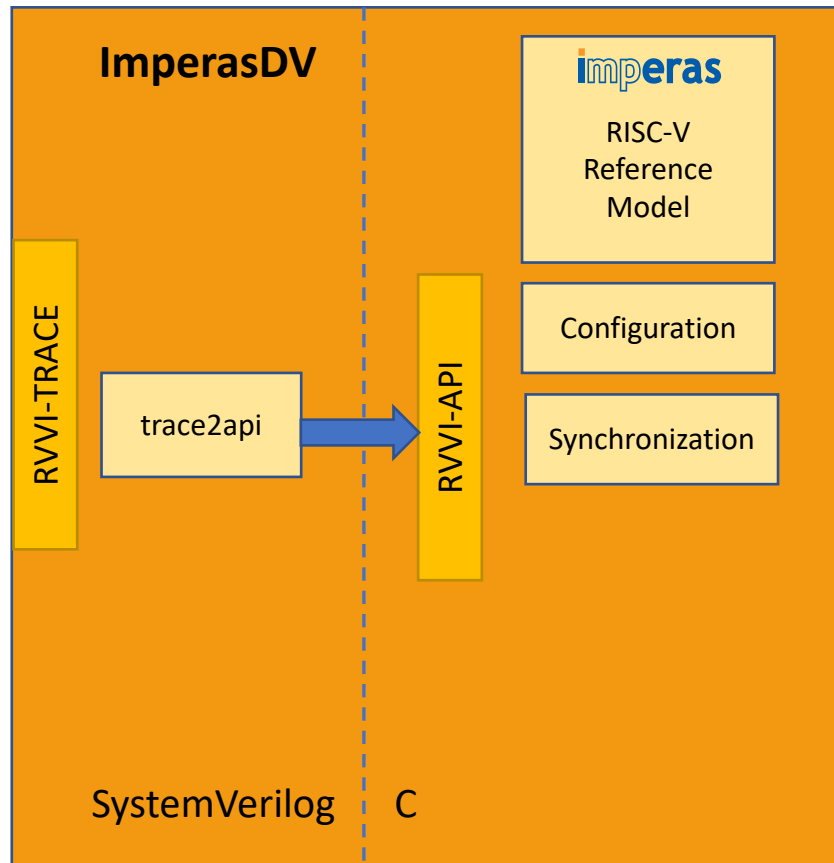 ImperasDV
imperas
RISC-V
Reference
Model
RVVI-TRACE
trace2api
RVVI-API
Configuration
Synchronization
SystemVerilog
C